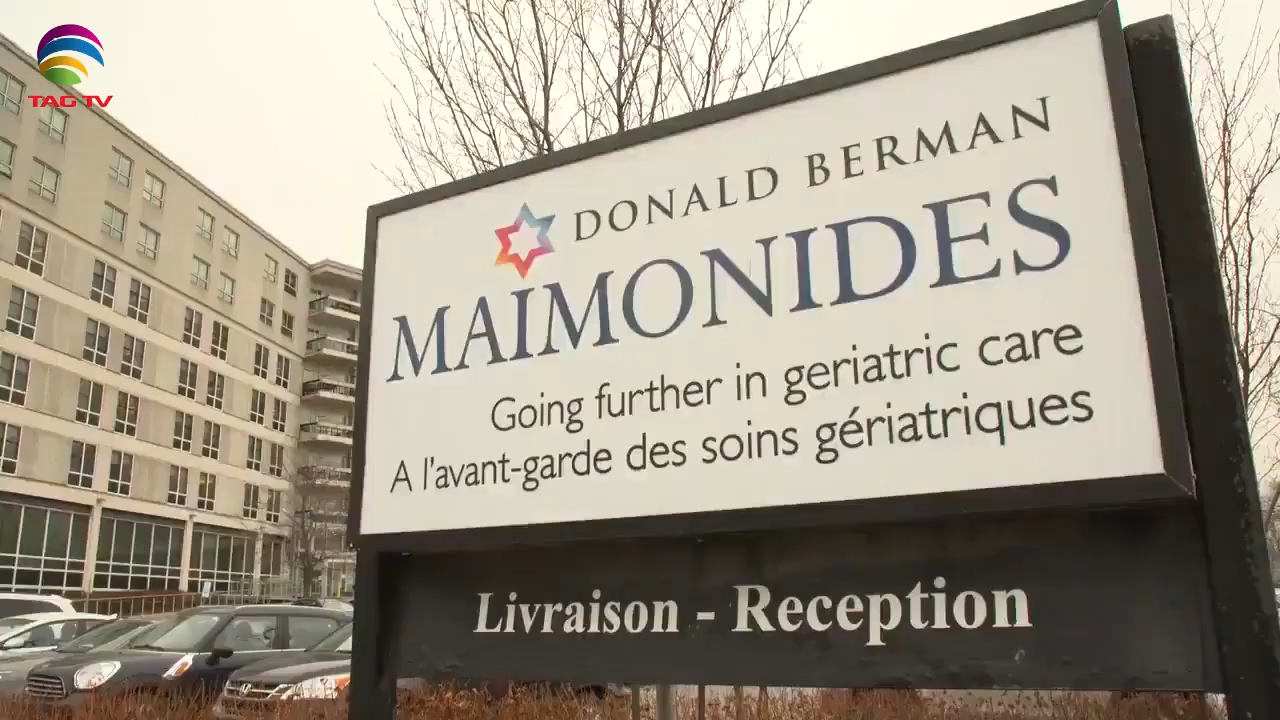 TAG TV
DONALD BERMAN
MAIMONIDES
Going further in geriatric care
A l'avant-garde des soins gériatriques
Livraison - Reception